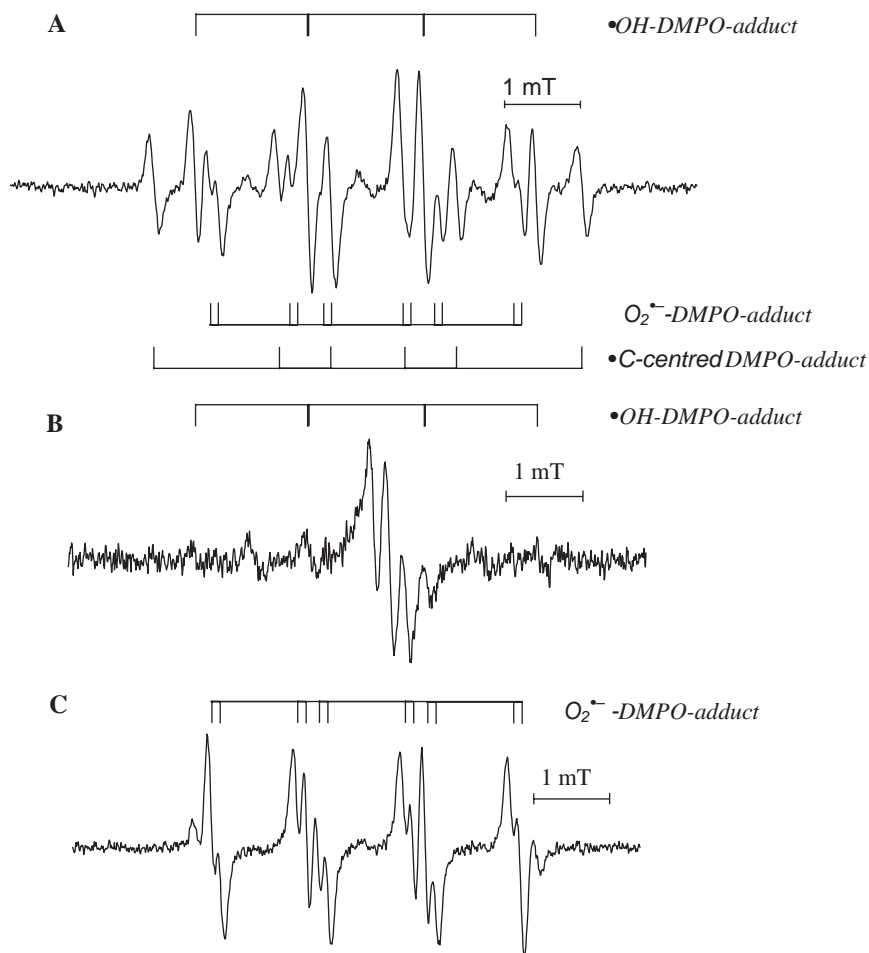 A
•OH-DMPO-adduct
1 mT
O₂•– -DMPO-adduct
•C-centred DMPO-adduct
B
•OH-DMPO-adduct
1 mT
C
O₂•– -DMPO-adduct
1 mT